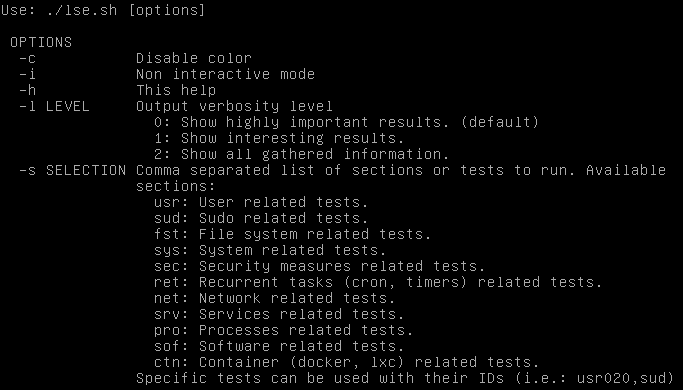 Use: ./lse.sh [options]
OPTIONS
-c Disable color
-i Non interactive mode
-h This help
-l LEVEL Output verbosity level
0: Show highly important results. (default)
1: Show interesting results.
2: Show all gathered information.
-s SELECTION Comma separated list of sections or tests to run. Available
sections:
usr: User related tests.
sud: Sudo related tests.
fst: File system related tests.
sys: System related tests.
sec: Security measures related tests.
ret: Recurrent tasks (cron, timers) related tests.
net: Network related tests.
srv: Services related tests.
pro: Processes related tests.
sof: Software related tests.
ctn: Container (docker, lxc) related tests.
Specific tests can be used with their IDs (i.e.: usr020,sud)